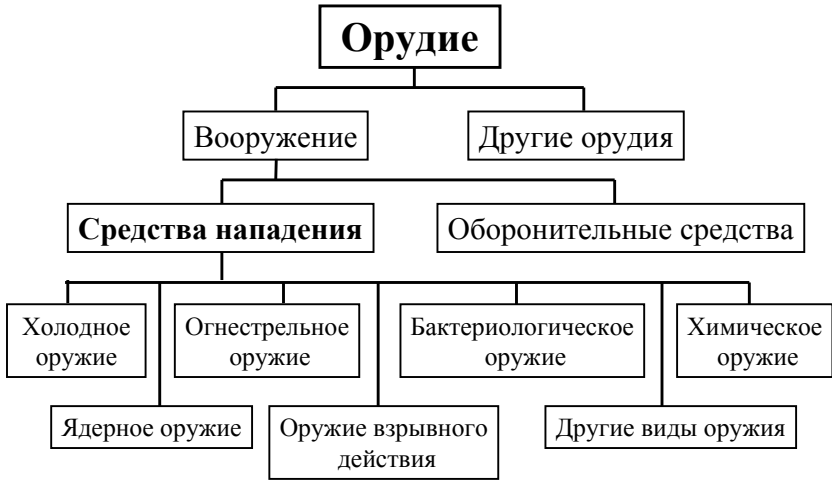 Орудие
Вооружение
Другие орудия
Средства нападения
Оборонительные средства
Холодное
оружие
Огнестрельное
оружие
Бактериологическое
оружие
Химическое
оружие
Ядерное оружие
Оружие взрывного
действия
Другие виды оружия